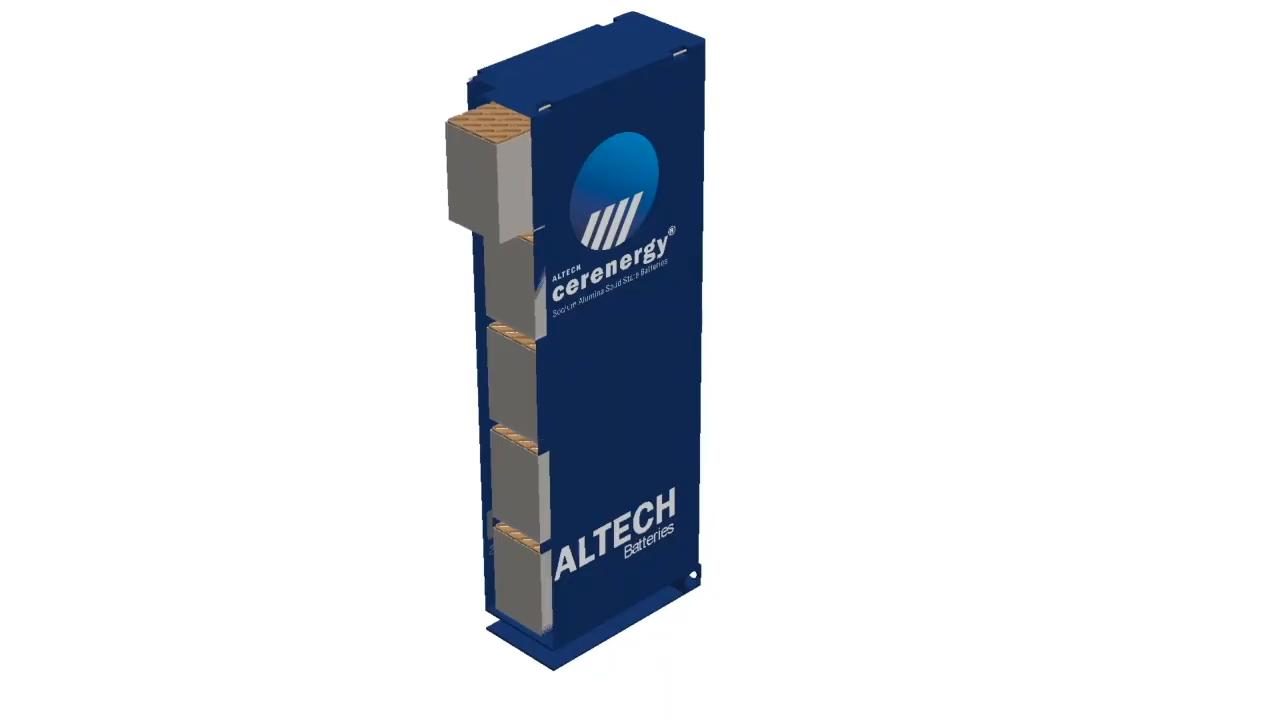 ALTECH
cerenergy®
Sodium Alumina Solid State Batteries
ALTECH
Batteries